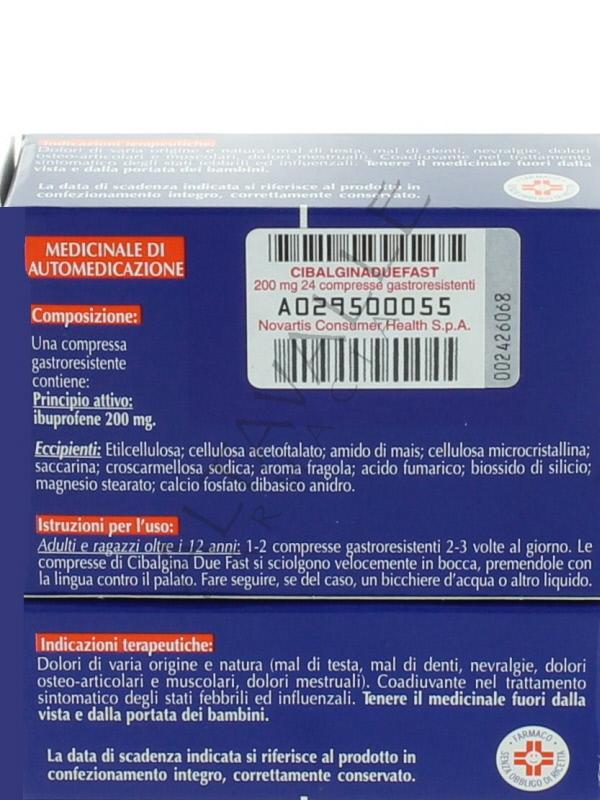 Indicazioni terapeutiche:
Dolori di varia origine e natura (mal di testa, mal di denti, nevralgie, dolori
osteo-articolari e muscolari, dolori mestruali). Coadiuvante nel trattamento
sintomatico degli stati febbrili ed influenzali. Tenere il medicinale fuori dalla
vista e dalla portata dei bambini.
La data di scadenza indicata si riferisce al prodotto in
confezionamento integro, correttamente conservato.
MEDICINALE DI
AUTOMEDICAZIONE
CIBALGINADUEFAST
200 mg 24 compresse gastroresistenti
A029500055
Novartis Consumer Health S.p.A.
002426068
Composizione:
Una compressa
gastroresistente
contiene:
Principio attivo:
ibuprofene 200 mg.
Eccipienti: Etilcellulosa; cellulosa acetoftalato; amido di mais; cellulosa microcristallina;
saccarina; croscarmellosa sodica; aroma fragola; acido fumarico; biossido di silicio;
magnesio stearato; calcio fosfato dibasico anidro.
Istruzioni per l'uso:
Adulti e ragazzi oltre i 12 anni: 1-2 compresse gastroresistenti 2-3 volte al giorno. Le
compresse di Cibalgina Due Fast si sciolgono velocemente in bocca, premendole con
la lingua contro il palato. Fare seguire, se del caso, un bicchiere d'acqua o altro liquido.
Indicazioni terapeutiche:
Dolori di varia origine e natura (mal di testa, mal di denti, nevralgie, dolori
osteo-articolari e muscolari, dolori mestruali). Coadiuvante nel trattamento
sintomatico degli stati febbrili ed influenzali. Tenere il medicinale fuori dalla
vista e dalla portata dei bambini.
La data di scadenza indicata si riferisce al prodotto in
confezionamento integro, correttamente conservato.
FARMACO
SENZA OBBLIGO DI RICETTA